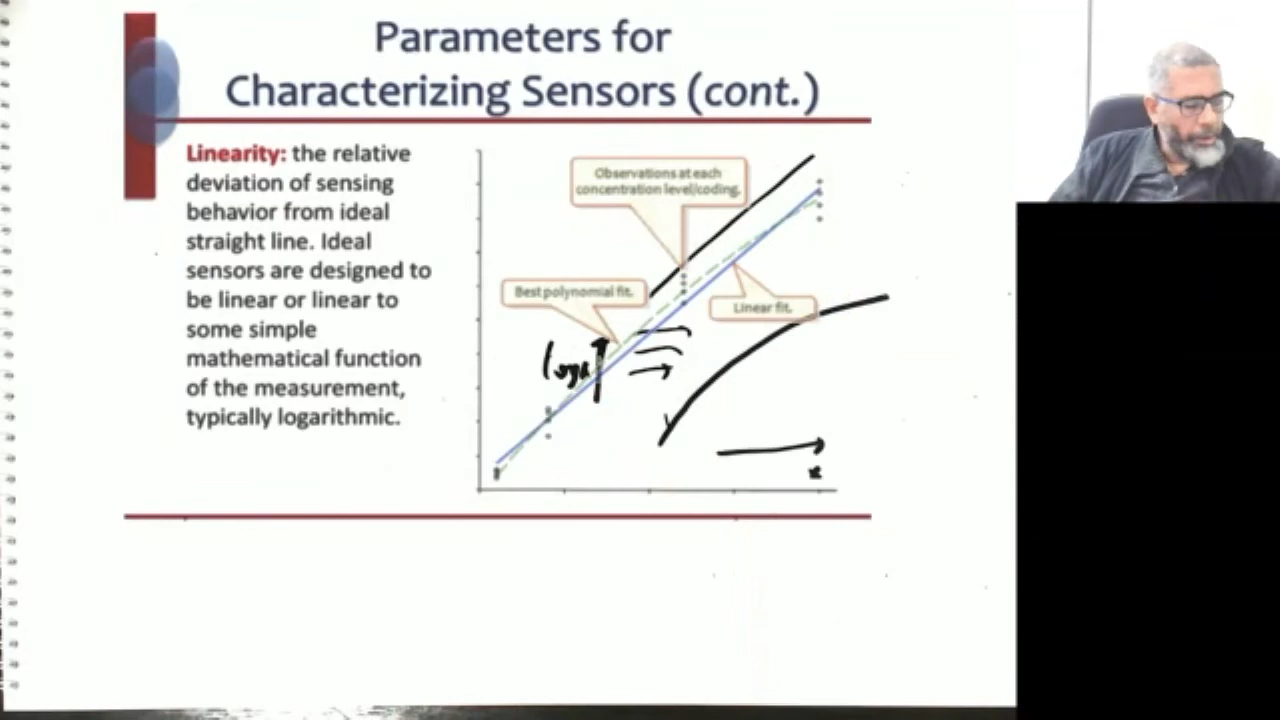 Parameters for
Characterizing Sensors (cont.)
Linearity: the relative
deviation of sensing
behavior from ideal
straight line. Ideal
sensors are designed to
be linear or linear to
some simple
mathematical function
of the measurement,
typically logarithmic.
Observations at each
concentration level/coding.
Best polynomial fit.
Linear fit.
x